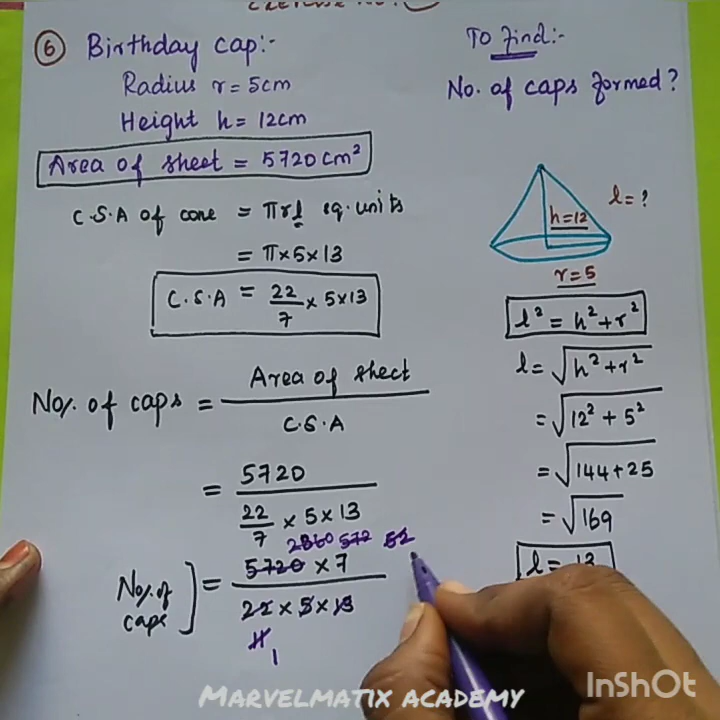 ⑥ Birthday cap:-
Radius r = 5cm
Height h = 12cm
Area of sheet = 5720 cm²
C.S.A of cone = πrl sq. units
= π×5×13
C.S.A = 22/7 × 5×13
No/. of caps = Area of sheet / C.S.A
= 5720 / 22/7 × 5×13
2860 572 52
No/. of caps ] = 5720 × 7 / 22 × 5 × 13
11
1
To find:-
No. of caps formed?
l = ?
h=12
r = 5
l² = h² + r²
l = √h² + r²
= √12² + 5²
= √144+25
= √169
l = 13
MARVELMATIX ACADEMY
InShOt